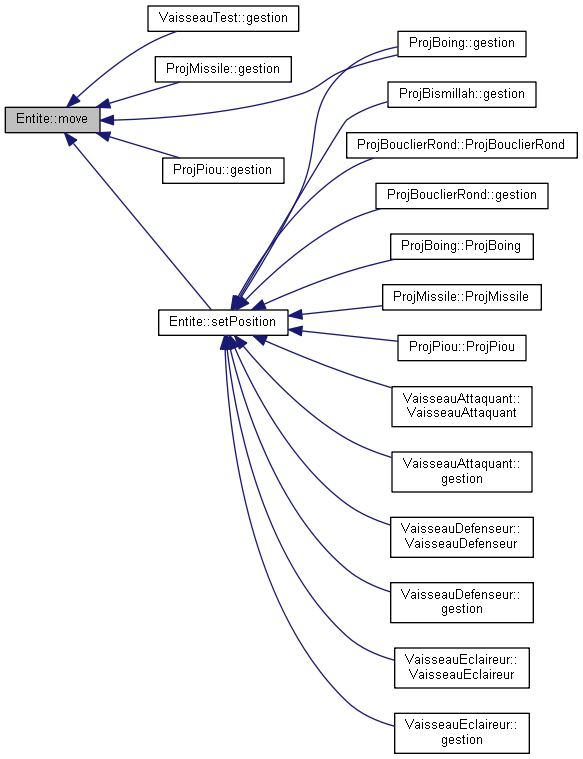 VaisseauTest::gestion
ProjMissile::gestion
Entite::move
ProjPiou::gestion
Entite::setPosition
ProjBoing::gestion
ProjBismillah::gestion
ProjBouclierRond::ProjBouclierRond
ProjBouclierRond::gestion
ProjBoing::ProjBoing
ProjMissile::ProjMissile
ProjPiou::ProjPiou
VaisseauAttaquant::
VaisseauAttaquant
VaisseauAttaquant::
gestion
VaisseauDefenseur::
VaisseauDefenseur
VaisseauDefenseur::
gestion
VaisseauEclaireur::
VaisseauEclaireur
VaisseauEclaireur::
gestion